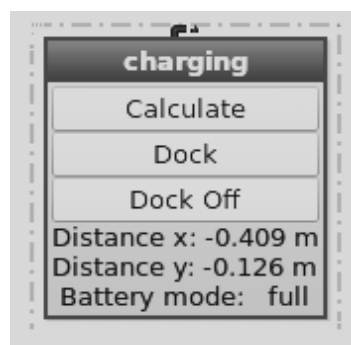 charging
Calculate
Dock
Dock Off
Distance x: -0.409 m
Distance y: -0.126 m
Battery mode: full